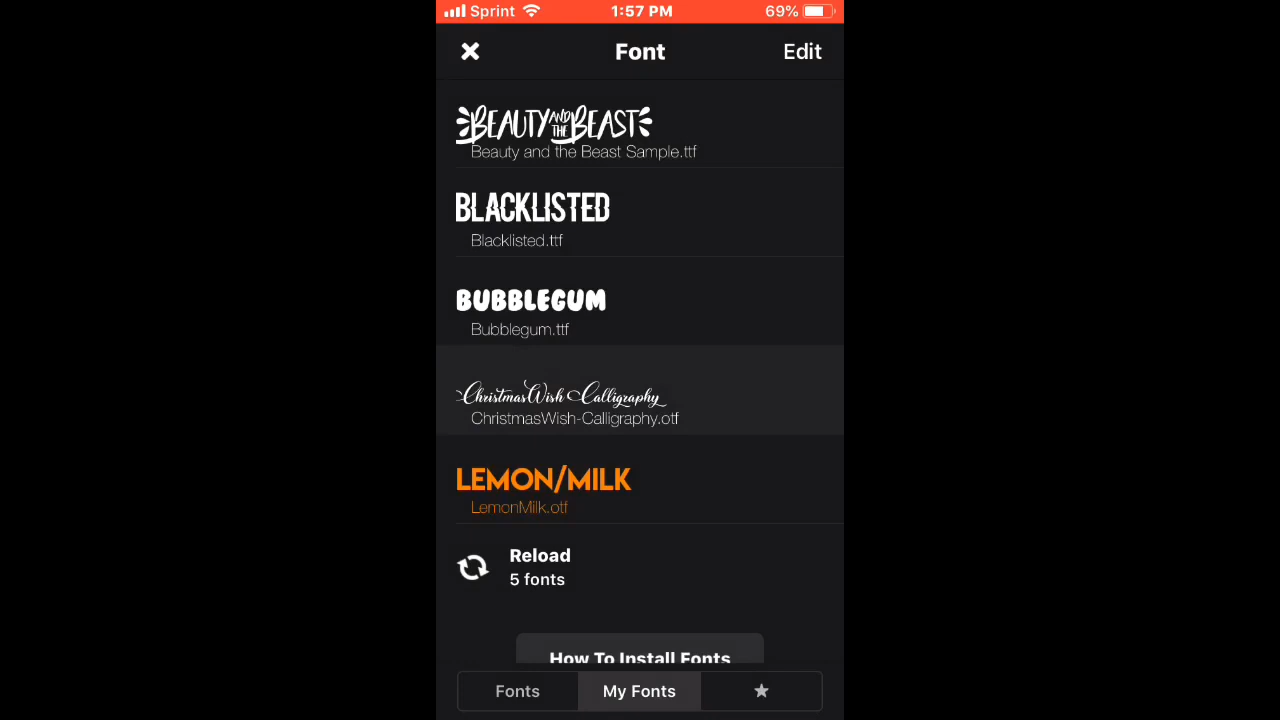 Sprint 1:57 PM 69%
Font Edit
BEAUTY AND THE BEAST
Beauty and the Beast Sample.ttf
BLACKLISTED
Blacklisted.ttf
BUBBLEGUM
Bubblegum.ttf
ChristmasWish Calligraphy
ChristmasWish-Calligraphy.otf
LEMON/MILK
LemonMilk.otf
Reload
5 fonts
How To Install Fonts
Fonts My Fonts